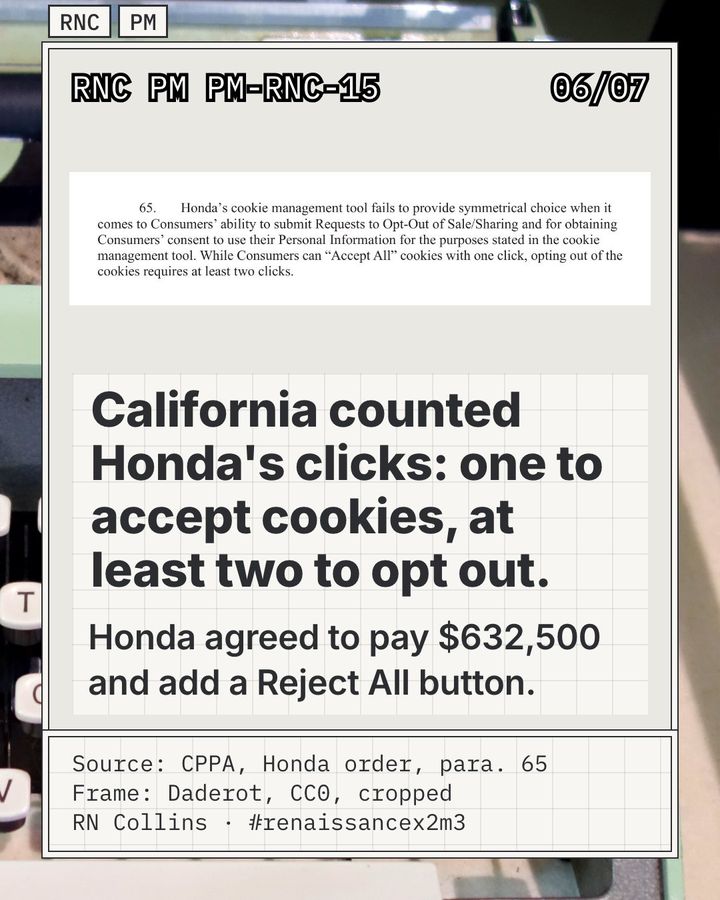 RNC PM
RNC PM PM-RNC-15 06/07
65. Honda’s cookie management tool fails to provide symmetrical choice when it
comes to Consumers’ ability to submit Requests to Opt-Out of Sale/Sharing and for obtaining
Consumers’ consent to use their Personal Information for the purposes stated in the cookie
management tool. While Consumers can “Accept All” cookies with one click, opting out of the
cookies requires at least two clicks.
California counted
Honda's clicks: one to
accept cookies, at
least two to opt out.
Honda agreed to pay $632,500
and add a Reject All button.
Source: CPPA, Honda order, para. 65
Frame: Daderot, CC0, cropped
RN Collins · #renaissancex2m3
T
V